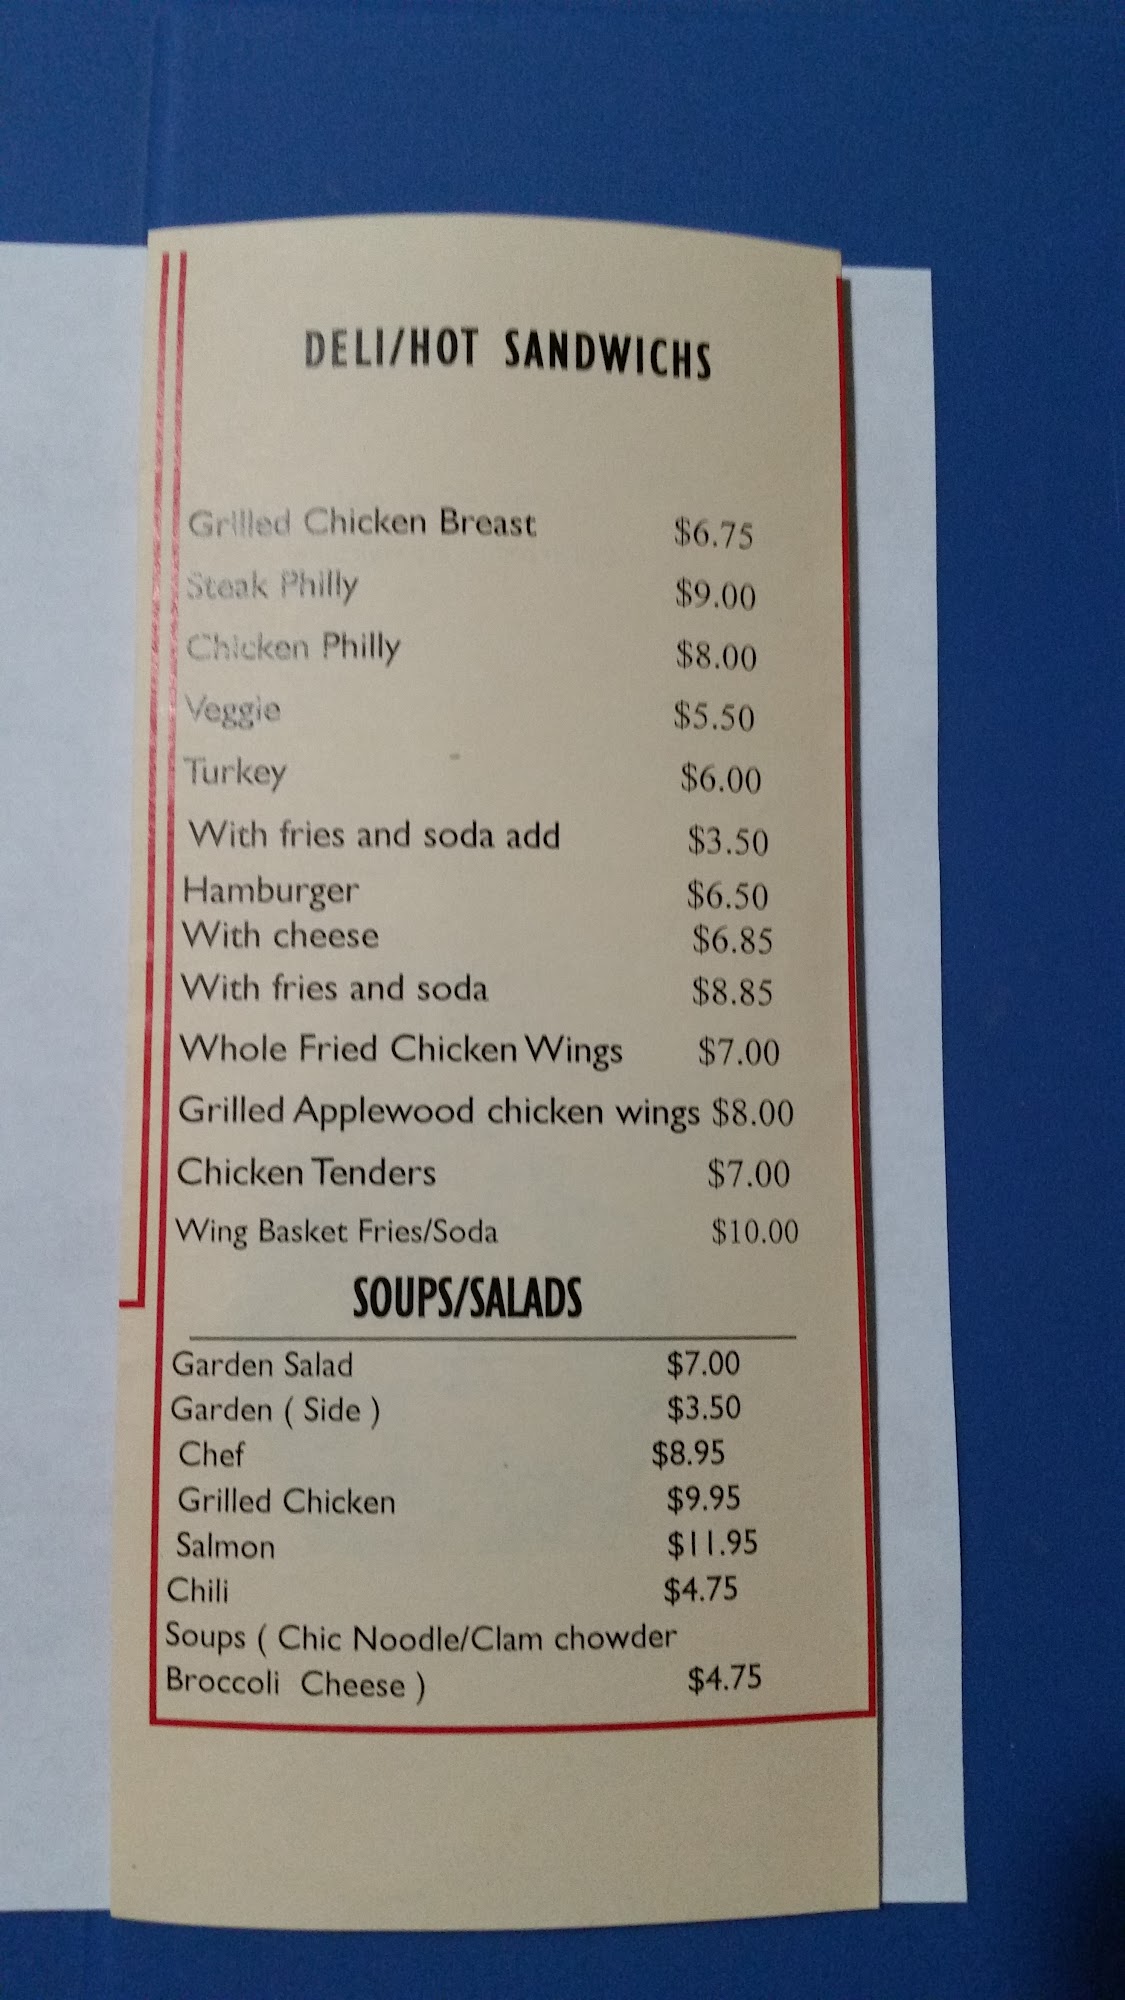 DELI/HOT SANDWICHS
Grilled Chicken Breast $6.75
Steak Philly $9.00
Chicken Philly $8.00
Veggie $5.50
Turkey $6.00
With fries and soda add $3.50
Hamburger $6.50
With cheese $6.85
With fries and soda $8.85
Whole Fried Chicken Wings $7.00
Grilled Applewood chicken wings $8.00
Chicken Tenders $7.00
Wing Basket Fries/Soda $10.00
SOUPS/SALADS
Garden Salad $7.00
Garden ( Side ) $3.50
Chef $8.95
Grilled Chicken $9.95
Salmon $11.95
Chili $4.75
Soups ( Chic Noodle/Clam chowder
Broccoli Cheese ) $4.75